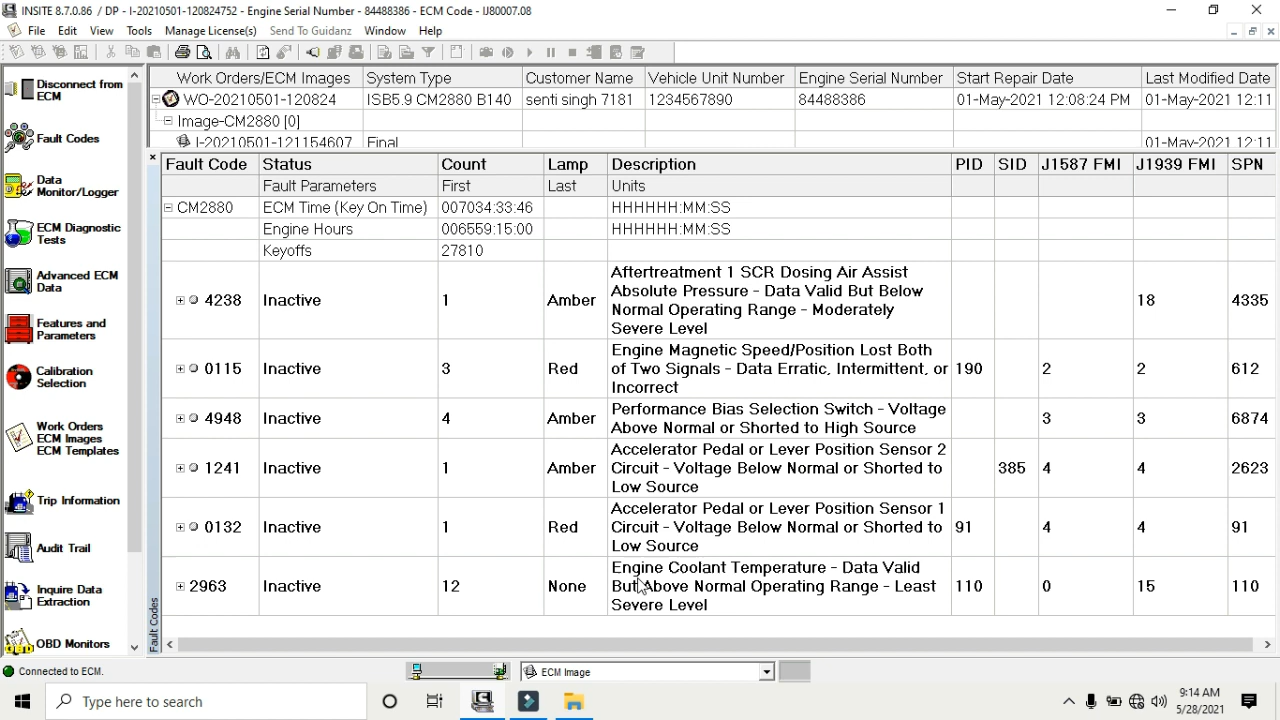 INSITE 8.7.0.86 / DP - I-20210501-120824752 - Engine Serial Number - 84488386 - ECM Code - IJ80007.08
File Edit View Tools Manage License(s) Send To Guidanz Window Help
Disconnect from
ECM
Fault Codes
Data
Monitor/Logger
ECM Diagnostic
Tests
Advanced ECM
Data
Features and
Parameters
Calibration
Selection
Work Orders
ECM Images
ECM Templates
Trip Information
Audit Trail
Inquire Data
Extraction
OBD Monitors
Work Orders/ECM Images System Type Customer Name Vehicle Unit Number Engine Serial Number Start Repair Date Last Modified Date
WO-20210501-120824 ISB5.9 CM2880 B140 senti singh 7181 1234567890 84488386 01-May-2021 12:08:24 PM 01-May-2021 12:11
Image-CM2880 [0]
I-20210501-121154607 Final 01-May-2021 12:11
Fault Codes
Fault Code Status Count Lamp Description PID SID J1587 FMI J1939 FMI SPN
Fault Parameters First Last Units
CM2880 ECM Time (Key On Time) 007034:33:46 HHHHHH:MM:SS
Engine Hours 006559:15:00 HHHHHH:MM:SS
Keyoffs 27810
4238 Inactive 1 Amber Aftertreatment 1 SCR Dosing Air Assist
Absolute Pressure - Data Valid But Below
Normal Operating Range - Moderately
Severe Level 18 4335
0115 Inactive 3 Red Engine Magnetic Speed/Position Lost Both
of Two Signals - Data Erratic, Intermittent, or
Incorrect 190 2 2 612
4948 Inactive 4 Amber Performance Bias Selection Switch - Voltage
Above Normal or Shorted to High Source 3 3 6874
1241 Inactive 1 Amber Accelerator Pedal or Lever Position Sensor 2
Circuit - Voltage Below Normal or Shorted to
Low Source 385 4 4 2623
0132 Inactive 1 Red Accelerator Pedal or Lever Position Sensor 1
Circuit - Voltage Below Normal or Shorted to
Low Source 91 4 4 91
2963 Inactive 12 None Engine Coolant Temperature - Data Valid
But Above Normal Operating Range - Least
Severe Level 110 0 15 110
Connected to ECM.
ECM Image
Type here to search
9:14 AM
5/28/2021